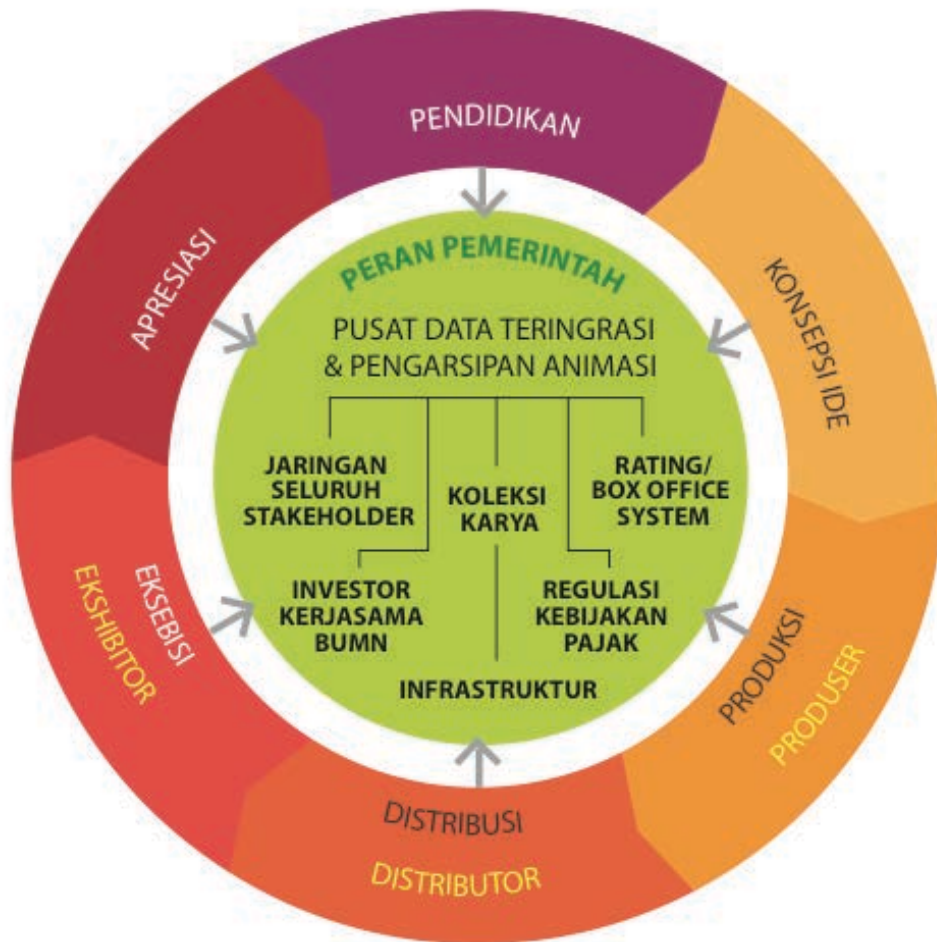 PENDIDIKAN
KONSEPSI IDE
PRODUKSI
PRODUSER
DISTRIBUSI
DISTRIBUTOR
EKSEBISI
EKSHIBITOR
APRESIASI
PERAN PEMERINTAH
PUSAT DATA TERINGRASI
& PENGARSIPAN ANIMASI
JARINGAN
SELURUH
STAKEHOLDER
KOLEKSI
KARYA
RATING/
BOX OFFICE
SYSTEM
INVESTOR
KERJASAMA
BUMN
REGULASI
KEBIJAKAN
PAJAK
INFRASTRUKTUR